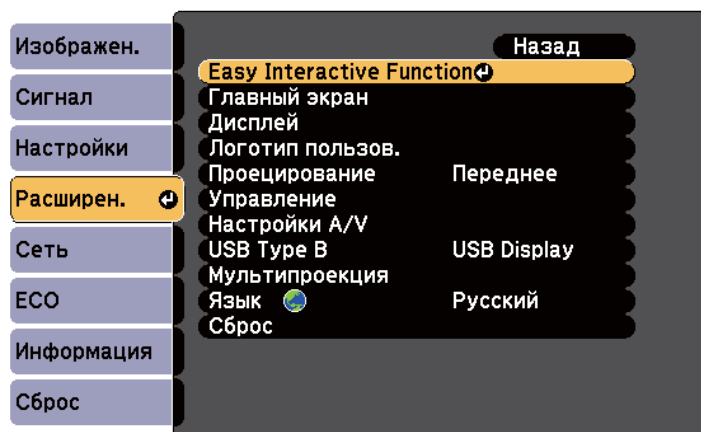 Изображен.
Сигнал
Настройки
Расширен.
Сеть
ECO
Информация
Сброс
Назад
Easy Interactive Function
Главный экран
Дисплей
Логотип пользов.
Проецирование Переднее
Управление
Настройки A/V
USB Type B USB Display
Мультипроекция
Язык Русский
Сброс